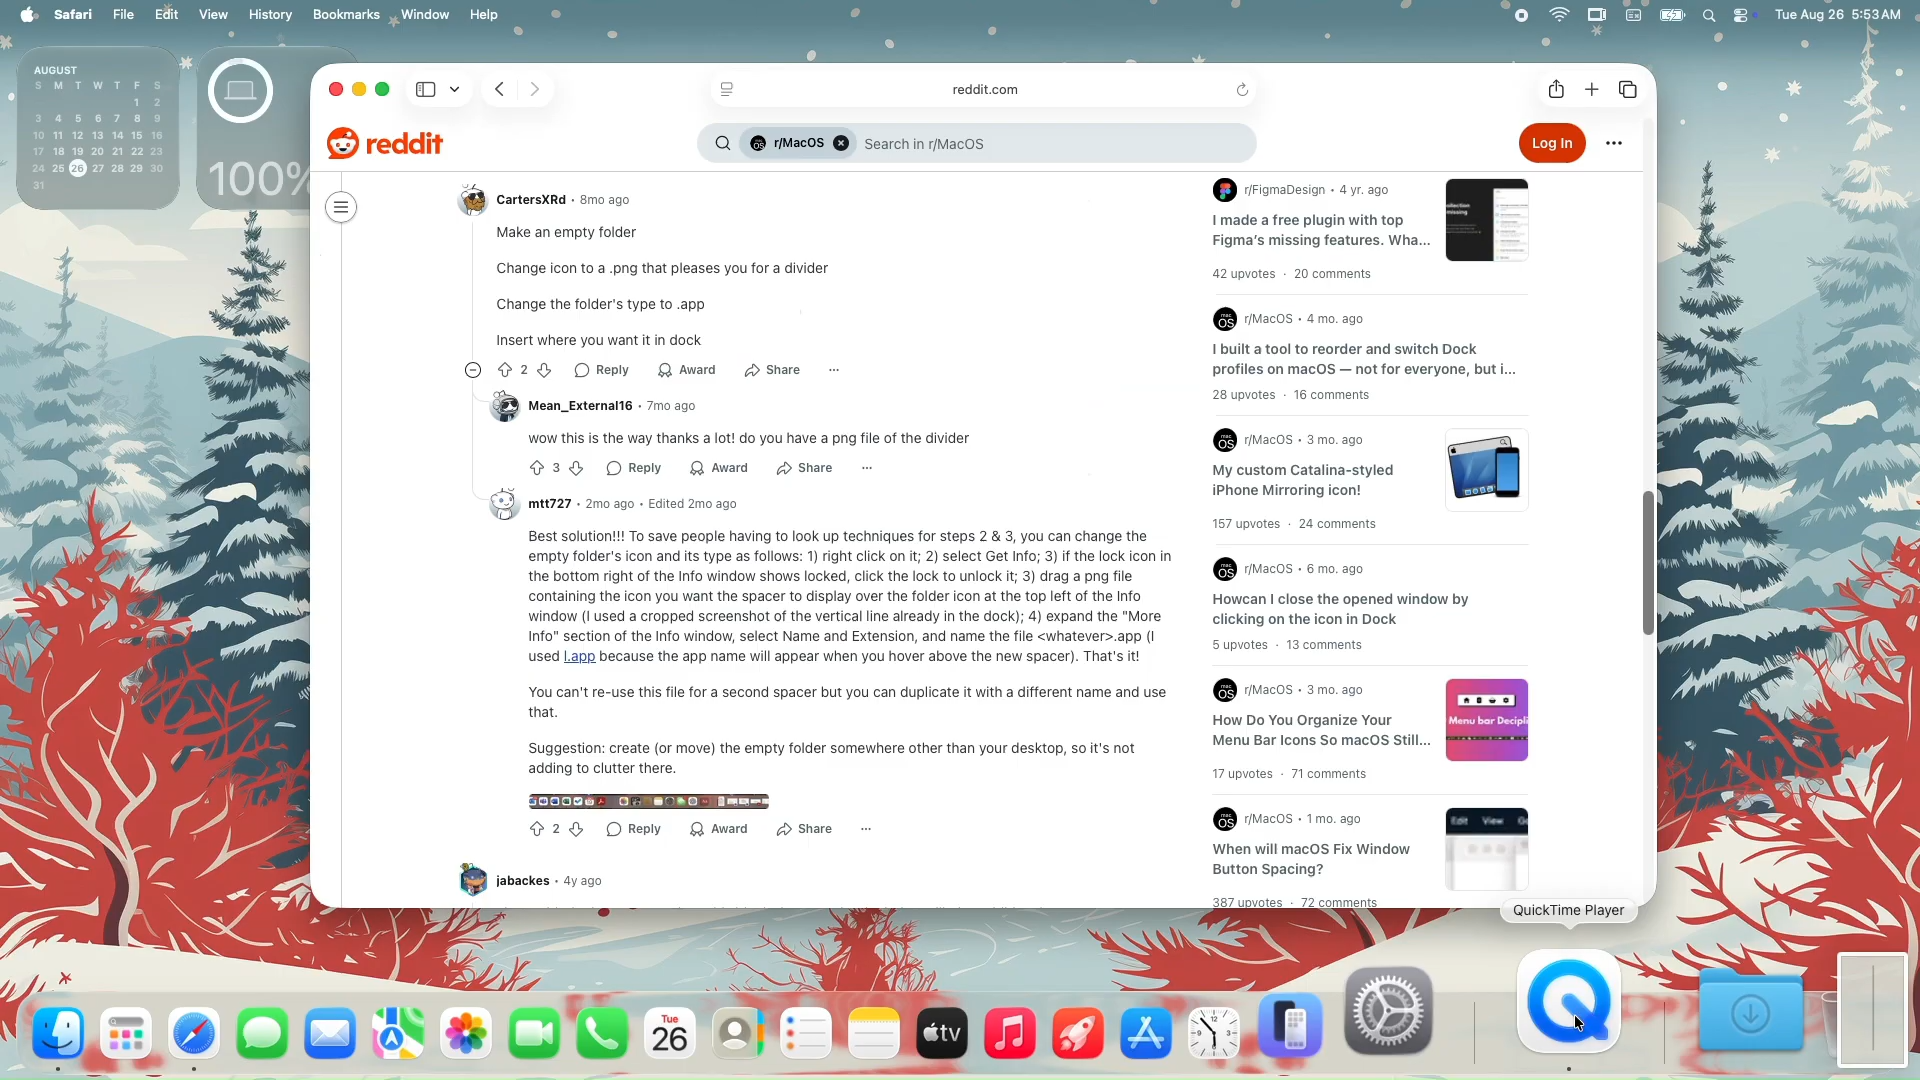 Safari File Edit View History Bookmarks Window Help
Tue Aug 26 5:53 AM
AUGUST
S M T W T F S
1 2
3 4 5 6 7 8 9
10 11 12 13 14 15 16
17 18 19 20 21 22 23
24 25 26 27 28 29 30
31
100%
reddit.com
reddit
r/MacOS
Search in r/MacOS
Log In
CartersXRd • 8mo ago
Make an empty folder
Change icon to a .png that pleases you for a divider
Change the folder's type to .app
Insert where you want it in dock
2 Reply Award Share
Mean_External16 • 7mo ago
wow this is the way thanks a lot! do you have a png file of the divider
3 Reply Award Share
mtt727 • 2mo ago • Edited 2mo ago
Best solution!!! To save people having to look up techniques for steps 2 & 3, you can change the
empty folder's icon and its type as follows: 1) right click on it; 2) select Get Info; 3) if the lock icon in
the bottom right of the Info window shows locked, click the lock to unlock it; 3) drag a png file
containing the icon you want the spacer to display over the folder icon at the top left of the Info
window (I used a cropped screenshot of the vertical line already in the dock); 4) expand the "More
Info" section of the Info window, select Name and Extension, and name the file <whatever>.app (I
used l.app because the app name will appear when you hover above the new spacer). That's it!
You can't re-use this file for a second spacer but you can duplicate it with a different name and use
that.
Suggestion: create (or move) the empty folder somewhere other than your desktop, so it's not
adding to clutter there.
2 Reply Award Share
jabackes • 4y ago
r/FigmaDesign • 4 yr. ago
I made a free plugin with top
Figma's missing features. Wha...
42 upvotes · 20 comments
r/MacOS • 4 mo. ago
I built a tool to reorder and switch Dock
profiles on macOS — not for everyone, but i...
28 upvotes · 16 comments
r/MacOS • 3 mo. ago
My custom Catalina-styled
iPhone Mirroring icon!
157 upvotes · 24 comments
r/MacOS • 6 mo. ago
Howcan I close the opened window by
clicking on the icon in Dock
5 upvotes · 13 comments
r/MacOS • 3 mo. ago
How Do You Organize Your
Menu Bar Icons So macOS Still...
17 upvotes · 71 comments
Menu bar Decipli
r/MacOS • 1 mo. ago
When will macOS Fix Window
Button Spacing?
387 upvotes · 72 comments
Edit View
QuickTime Player
Tue
26
tv